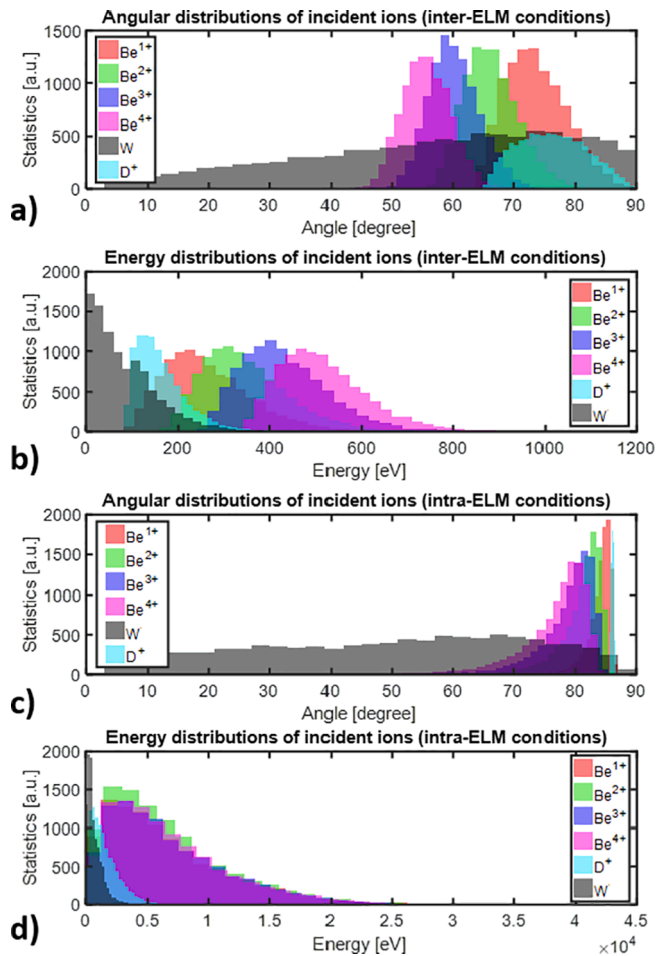 Angular distributions of incident ions (inter-ELM conditions)
1500
1000
500
0
Statistics [a.u.]
Be1+
Be2+
Be3+
Be4+
W
D+
0 10 20 30 40 50 60 70 80 90
Angle [degree]
a)
Energy distributions of incident ions (inter-ELM conditions)
2000
1500
1000
500
0
Statistics [a.u.]
Be1+
Be2+
Be3+
Be4+
D+
W
0 200 400 600 800 1000 1200
Energy [eV]
b)
Angular distributions of incident ions (intra-ELM conditions)
2000
1500
1000
500
0
Statistics [a.u.]
Be1+
Be2+
Be3+
Be4+
W
D+
0 10 20 30 40 50 60 70 80 90
Angle [degree]
c)
Energy distributions of incident ions (intra-ELM conditions)
2000
1500
1000
500
0
Statistics [a.u.]
Be1+
Be2+
Be3+
Be4+
D+
W
0 0.5 1 1.5 2 2.5 3 3.5 4 4.5
Energy [eV]
×10^4
d)